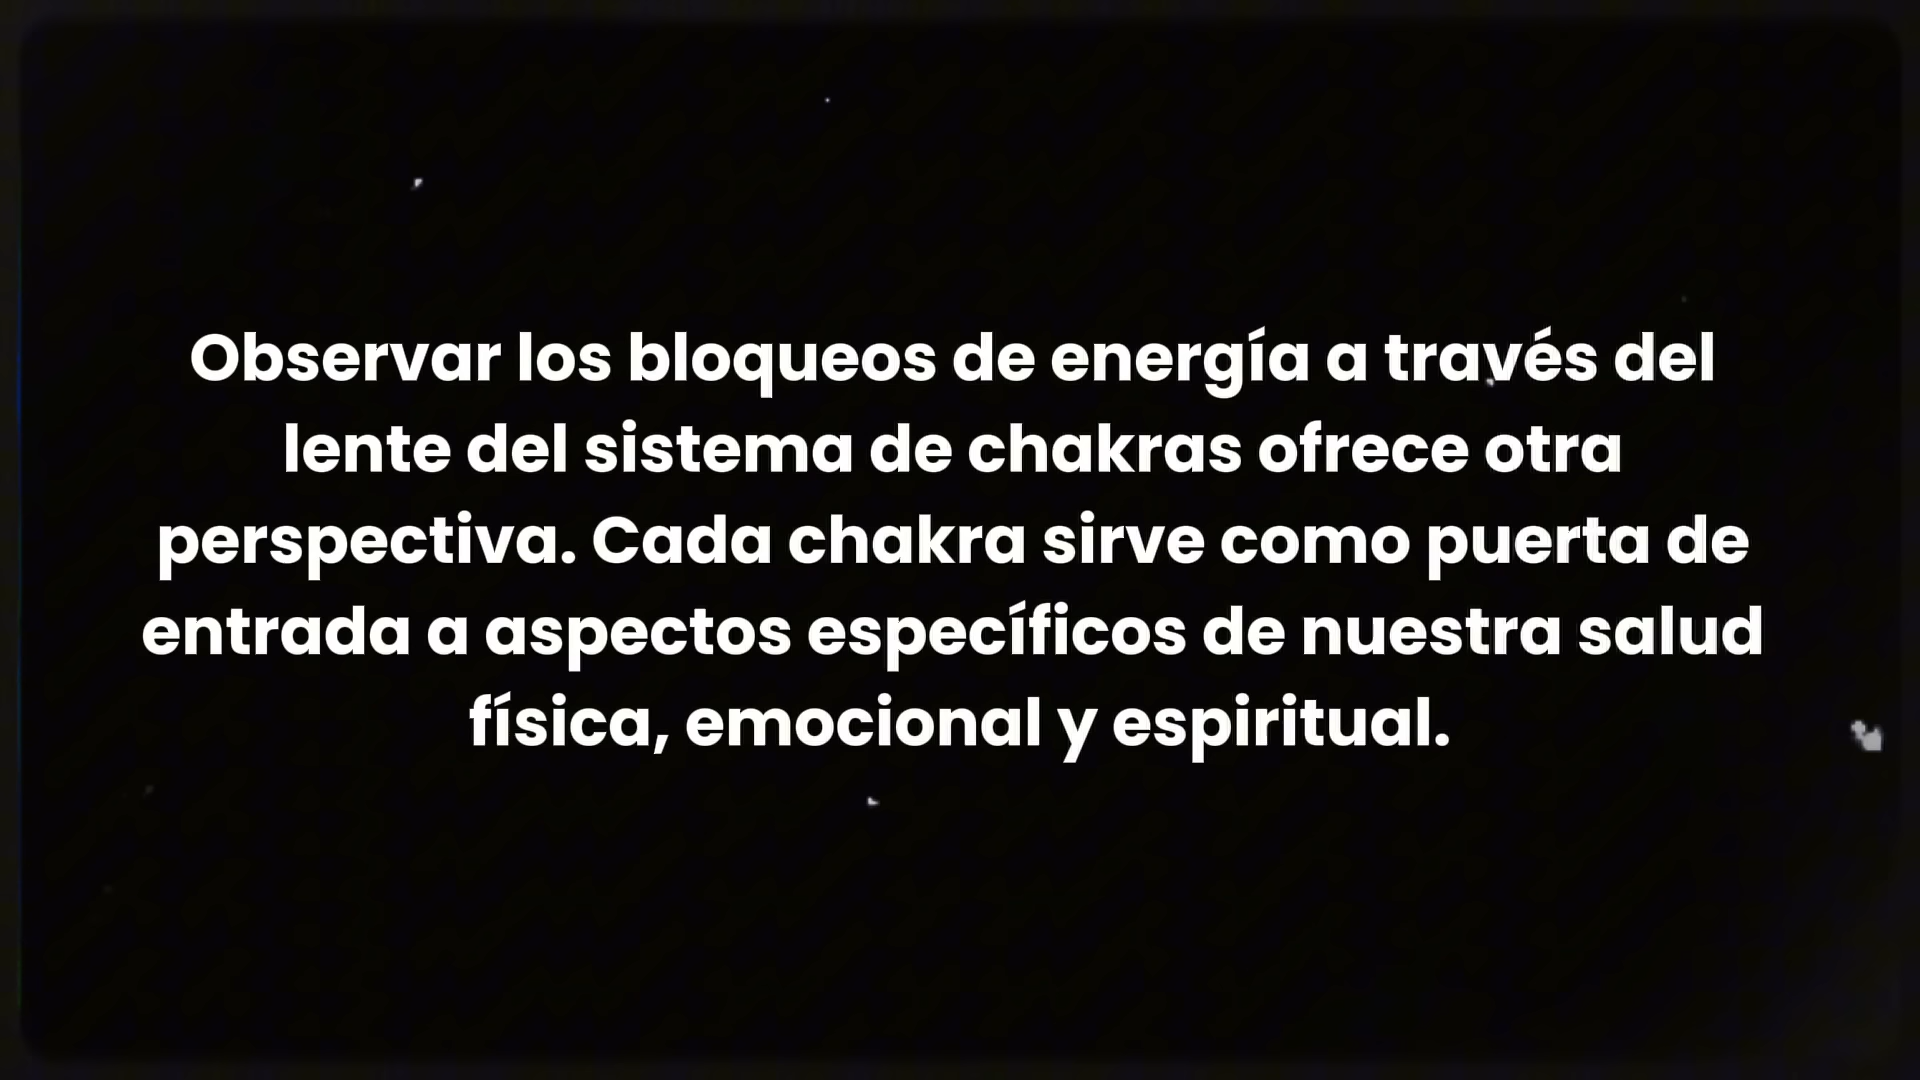 Observar los bloqueos de energía a través del
lente del sistema de chakras ofrece otra
perspectiva. Cada chakra sirve como puerta de
entrada a aspectos específicos de nuestra salud
física, emocional y espiritual.